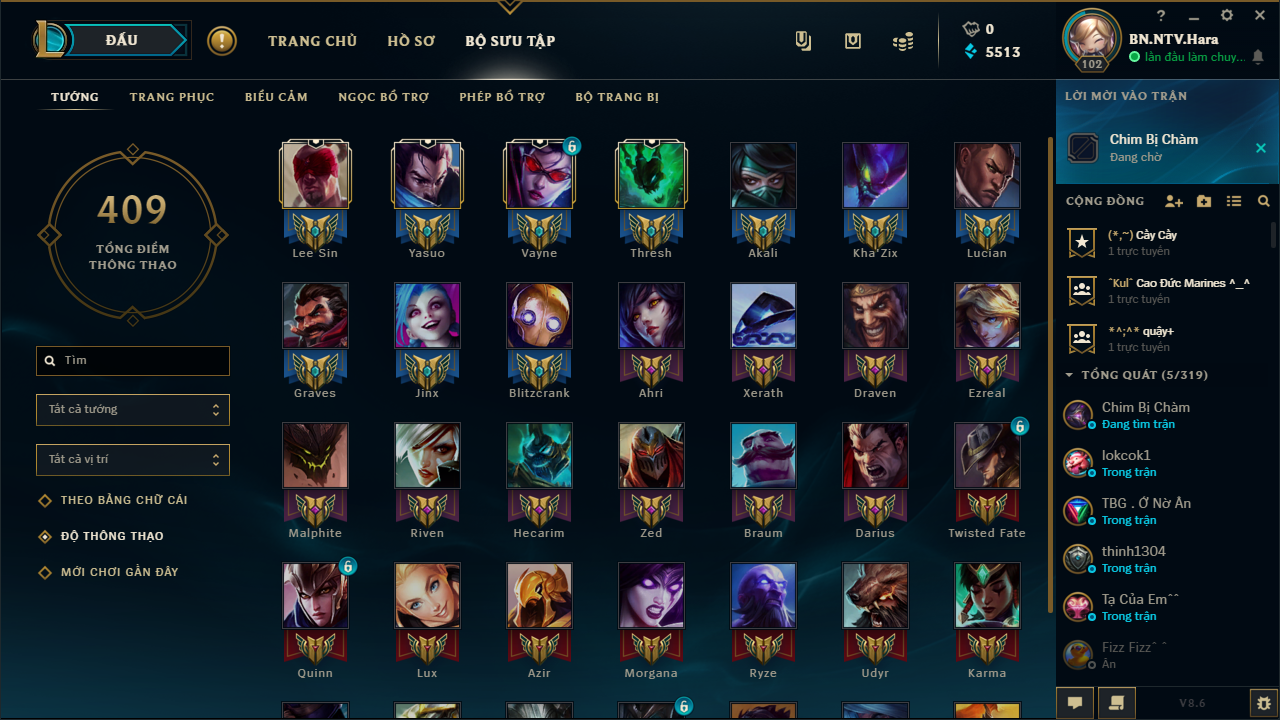 ĐẤU
!
TRANG CHỦ
HỒ SƠ
BỘ SƯU TẬP
0
5513
?
102
BN.NTV.Hara
lần đầu làm chuy...
TƯỚNG
TRANG PHỤC
BIỂU CẢM
NGỌC BỔ TRỢ
PHÉP BỔ TRỢ
BỘ TRANG BỊ
409
TỔNG ĐIỂM
THÔNG THẠO
Tìm
Tất cả tướng
Tất cả vị trí
THEO BẢNG CHỮ CÁI
ĐỘ THÔNG THẠO
MỚI CHƠI GẦN ĐÂY
6
Lee Sin
Yasuo
Vayne
Thresh
Akali
Kha'Zix
Lucian
Graves
Jinx
Blitzcrank
Ahri
Xerath
Draven
Ezreal
6
Malphite
Riven
Hecarim
Zed
Braum
Darius
Twisted Fate
6
Quinn
Lux
Azir
Morgana
Ryze
Udyr
Karma
6
LỜI MỜI VÀO TRẬN
Chim Bị Chàm
Đang chờ
CỘNG ĐỒNG
(*,~) Cầy Cầy
1 trực tuyến
ˆKulˆ Cao Đức Marines ^_^
1 trực tuyến
*^;^* quậy+
1 trực tuyến
TỔNG QUÁT (5/319)
Chim Bị Chàm
Đang tìm trận
lokcok1
Trong trận
TBG . Ở Nờ Ân
Trong trận
thinh1304
Trong trận
Tạ Của Emˆˆ
Trong trận
Fizz Fizzˆ ˆ
Ẩn
V8.6